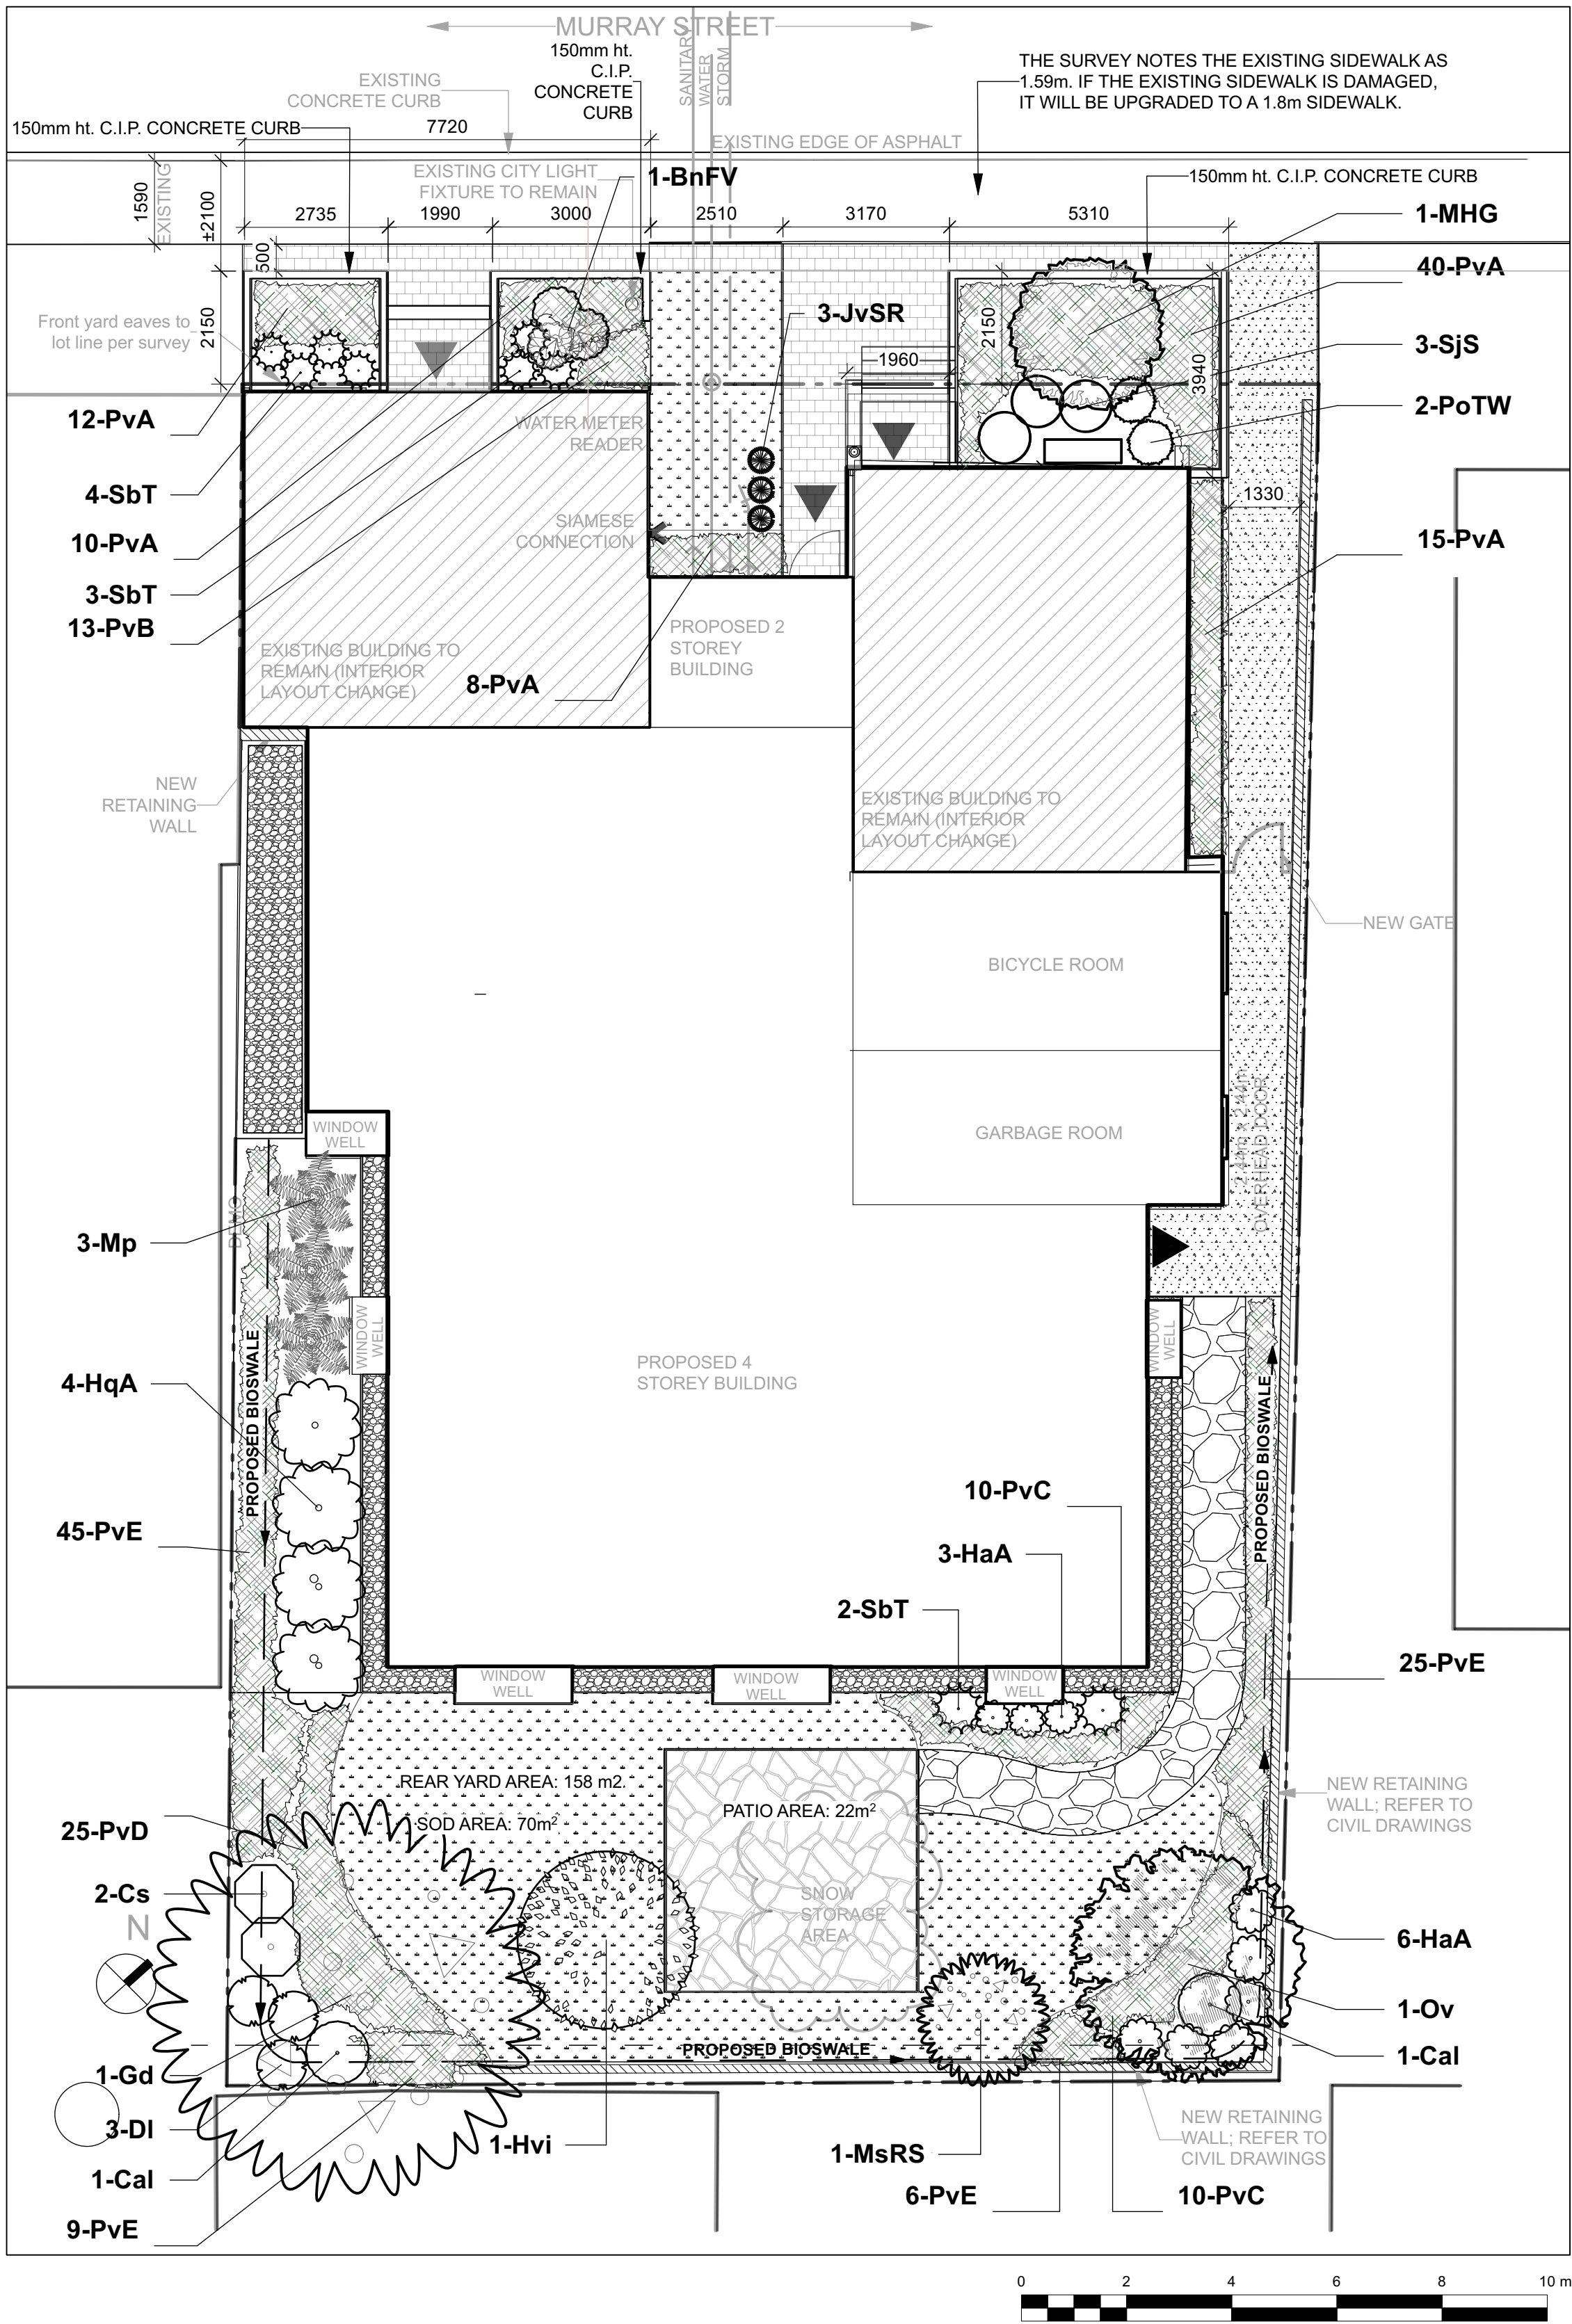 MURRAY STREET
150mm ht.
C.I.P.
CONCRETE
CURB
SANITARY
WATER
STORM
THE SURVEY NOTES THE EXISTING SIDEWALK AS
1.59m. IF THE EXISTING SIDEWALK IS DAMAGED,
IT WILL BE UPGRADED TO A 1.8m SIDEWALK.
EXISTING
CONCRETE CURB
150mm ht. C.I.P. CONCRETE CURB
7720
EXISTING EDGE OF ASPHALT
EXISTING CITY LIGHT
FIXTURE TO REMAIN
1-BnFV
150mm ht. C.I.P. CONCRETE CURB
1590
EXISTING
±2100
2735
1990
3000
2510
3170
5310
1-MHG
500
40-PvA
Front yard eaves to
lot line per survey
2150
3-JvSR
2150
3-SjS
1960
3940
2-PoTW
12-PvA
WATER METER
READER
4-SbT
1330
10-PvA
SIAMESE
CONNECTION
15-PvA
3-SbT
13-PvB
EXISTING BUILDING TO
REMAIN (INTERIOR
LAYOUT CHANGE)
PROPOSED 2
STOREY
BUILDING
8-PvA
NEW
RETAINING
WALL
EXISTING BUILDING TO
REMAIN (INTERIOR
LAYOUT CHANGE)
NEW GATE
BICYCLE ROOM
GARBAGE ROOM
2.44m x 2.44m
OVERHEAD DOOR
WINDOW
WELL
3-Mp
WINDOW
WELL
WINDOW
WELL
PROPOSED BIOSWALE
4-HqA
PROPOSED 4
STOREY BUILDING
PROPOSED BIOSWALE
10-PvC
45-PvE
3-HaA
2-SbT
25-PvE
WINDOW
WELL
WINDOW
WELL
WINDOW
WELL
REAR YARD AREA: 158 m2.
SOD AREA: 70m²
PATIO AREA: 22m²
NEW RETAINING
WALL; REFER TO
CIVIL DRAWINGS
25-PvD
2-Cs
N
SNOW
STORAGE
AREA
6-HaA
1-Ov
PROPOSED BIOSWALE
1-Cal
1-Gd
3-Dl
1-Hvi
1-MsRS
NEW RETAINING
WALL; REFER TO
CIVIL DRAWINGS
1-Cal
6-PvE
10-PvC
9-PvE
0 2 4 6 8 10 m